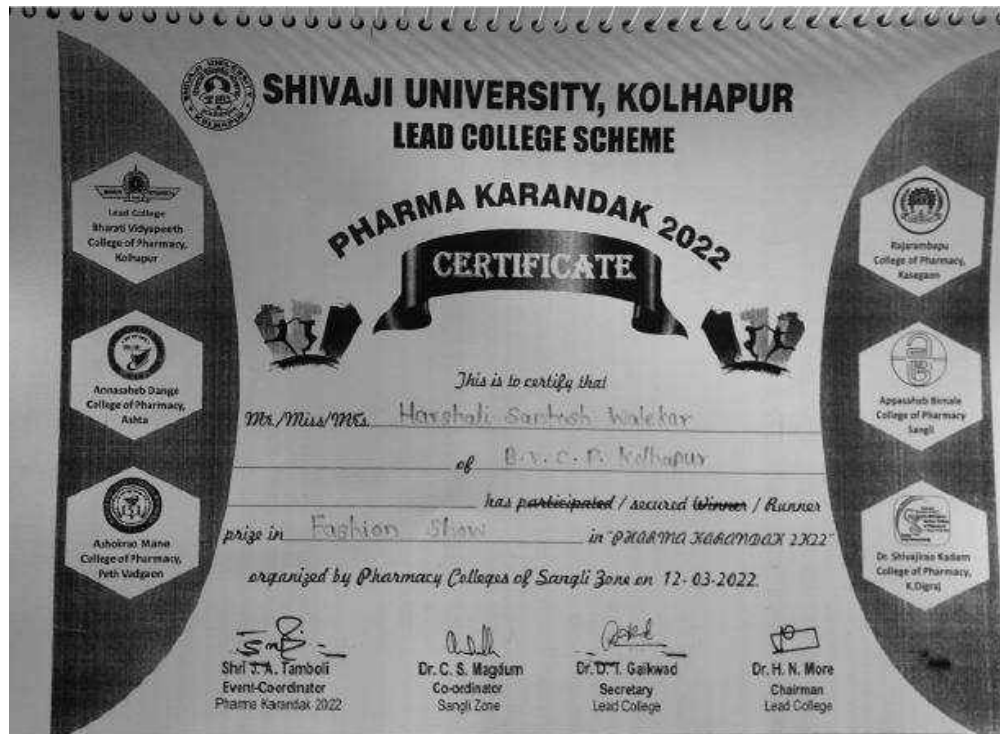 SHIVAJI UNIVERSITY, KOLHAPUR
LEAD COLLEGE SCHEME
PHARMA KARANDAK 2022
CERTIFICATE
Lead College
Bharati Vidyapeeth
College of Pharmacy,
Kolhapur
Annasaheb Dange
College of Pharmacy,
Ashta
Ashokrao Mane
College of Pharmacy,
Peth Vadgaon
Rajarambapu
College of Pharmacy,
Kasegaon
Appasaheb Birnale
College of Pharmacy
Sangli
Dr. Shivajirao Kadam
College of Pharmacy,
K.Digraj
This is to certify that
Mr./Miss/Mrs. Harshali Santosh Walekar
of B.V.C.P. Kolhapur
has participated / secured Winner / Runner
prize in Fashion Show in "PHARMA KARANDAK 2K22"
organized by Pharmacy Colleges of Sangli Zone on 12-03-2022.
Shri J. A. Tamboli
Event-Coordinator
Pharma Karandak 2022
Dr. C. S. Magdum
Co-ordinator
Sangli Zone
Dr. D. T. Gaikwad
Secretary
Lead College
Dr. H. N. More
Chairman
Lead College